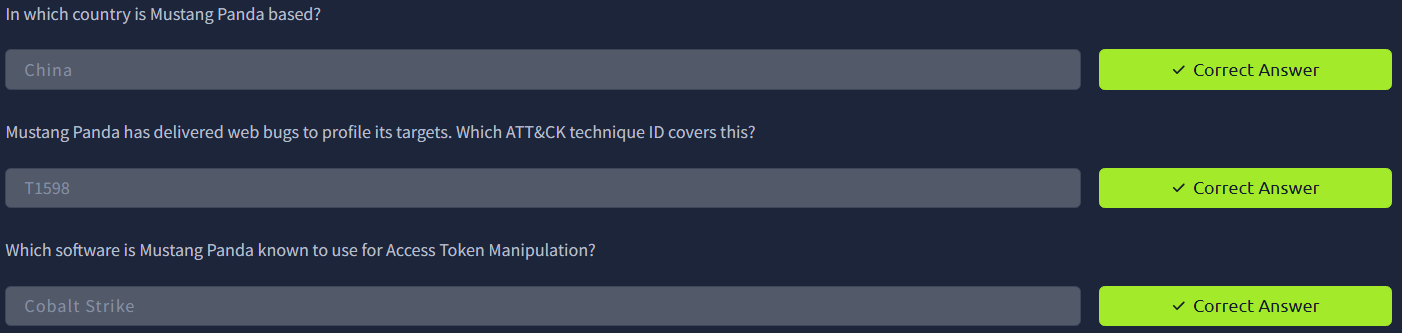 In which country is Mustang Panda based?
China
✓ Correct Answer
Mustang Panda has delivered web bugs to profile its targets. Which ATT&CK technique ID covers this?
T1598
✓ Correct Answer
Which software is Mustang Panda known to use for Access Token Manipulation?
Cobalt Strike
✓ Correct Answer